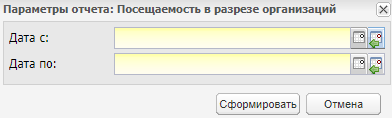 Параметры отчета: Посещаемость в разрезе организаций
Дата с:
Дата по:
Сформировать
Отмена